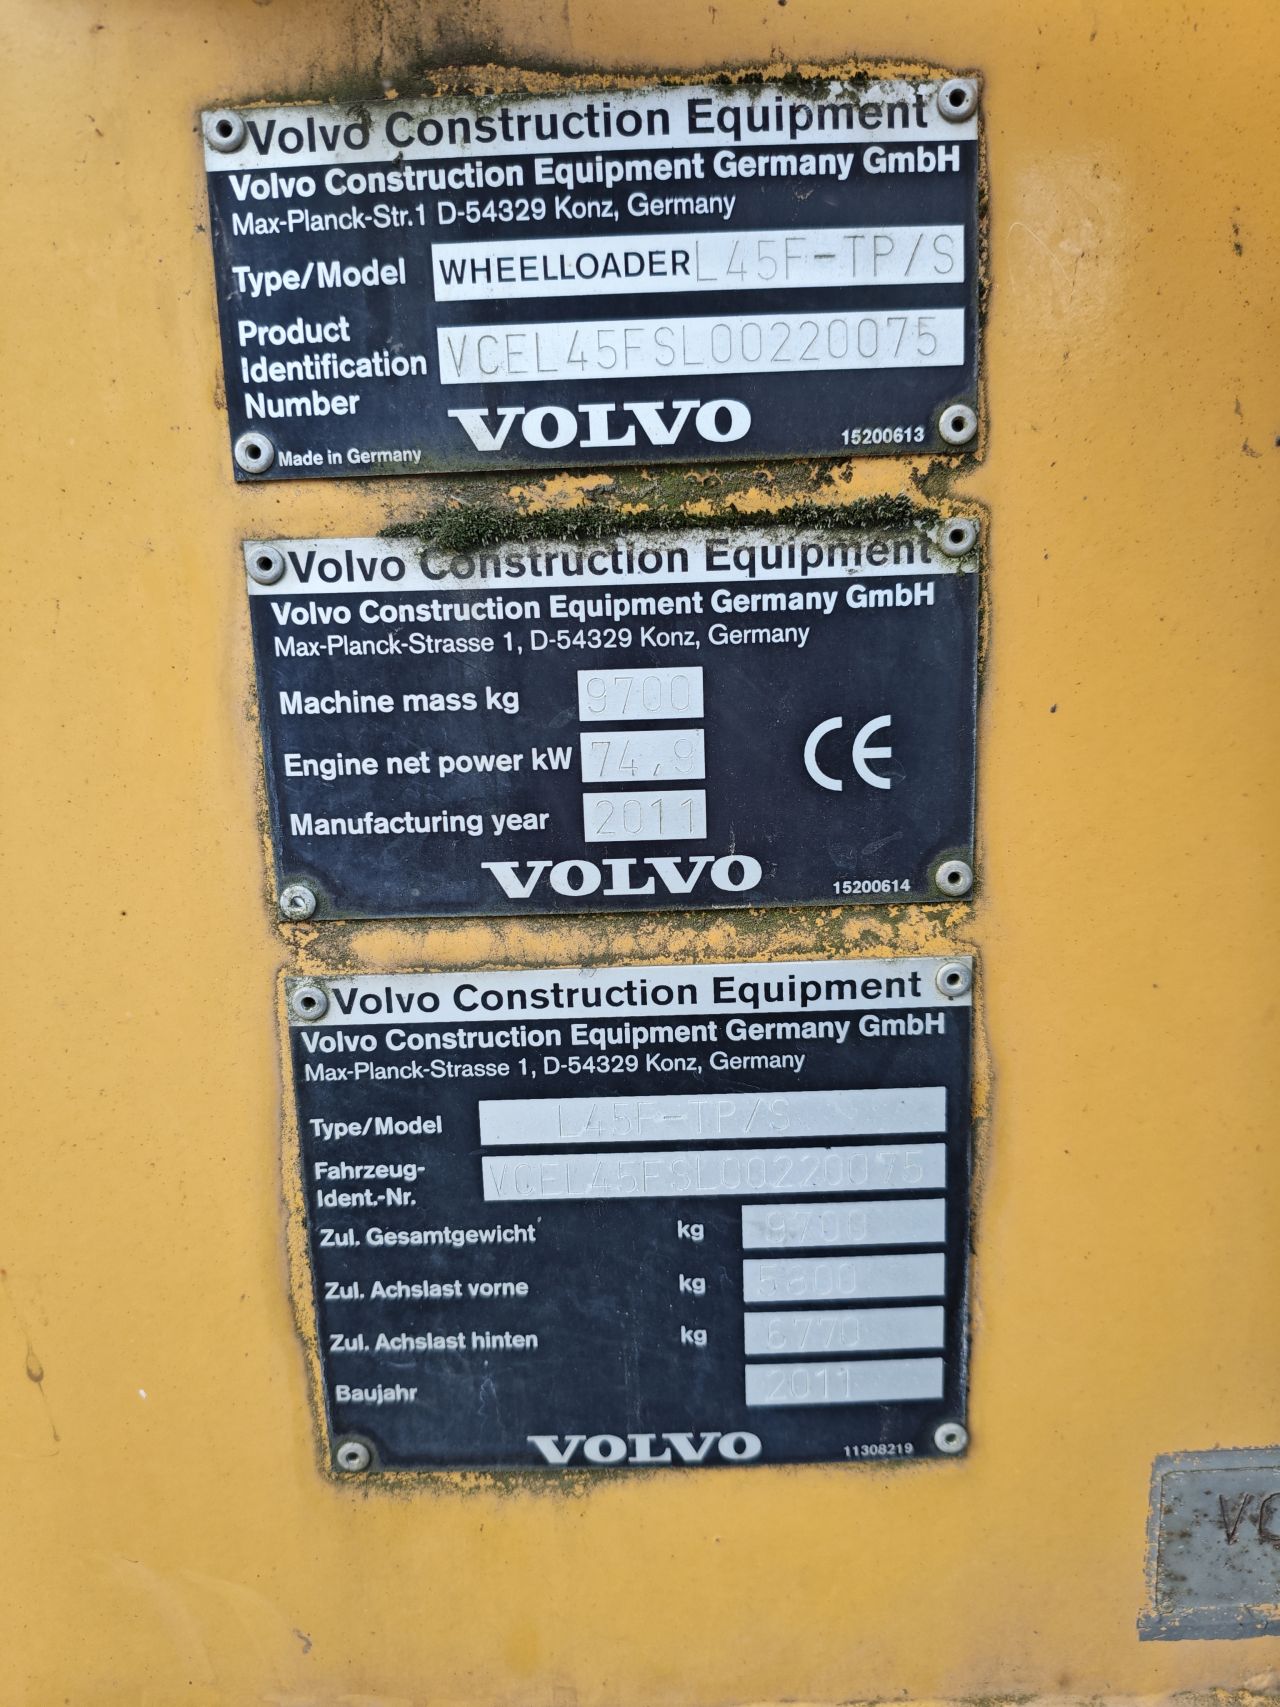 Volvo Construction Equipment
Volvo Construction Equipment Germany GmbH
Max-Planck-Str.1 D-54329 Konz, Germany
Type/Model WHEELLOADER L45F-TP/S
Product
Identification
Number
VCEL45FSL00220075
VOLVO
Made in Germany
15200613
Volvo Construction Equipment
Volvo Construction Equipment Germany GmbH
Max-Planck-Strasse 1, D-54329 Konz, Germany
Machine mass kg 9700
Engine net power kW 74,9
Manufacturing year 2011
CE
VOLVO
15200614
Volvo Construction Equipment
Volvo Construction Equipment Germany GmbH
Max-Planck-Strasse 1, D-54329 Konz, Germany
Type/Model L45F-TP/S
Fahrzeug-
Ident.-Nr.
VCEL45FSL00220075
Zul. Gesamtgewicht kg 9700
Zul. Achslast vorne kg
Zul. Achslast hinten kg 6770
Baujahr 2011
VOLVO
11308219